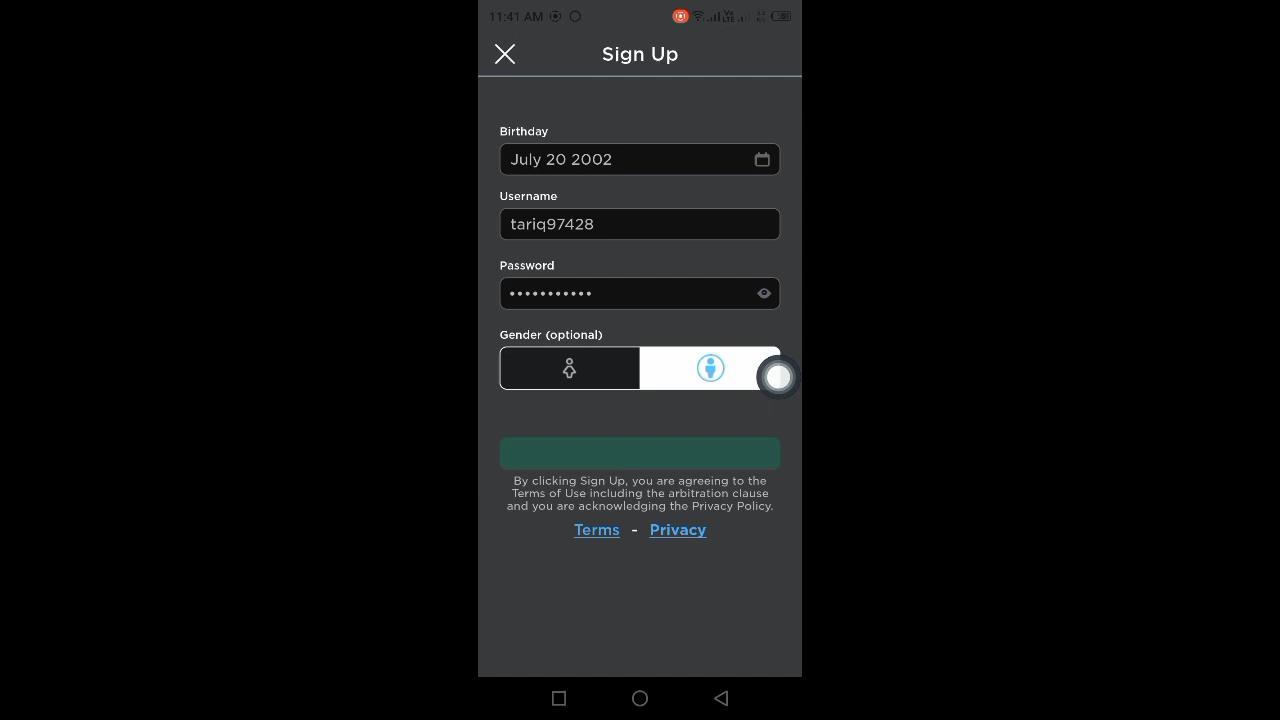 11:41 AM
Sign Up
Birthday
July 20 2002
Username
tariq97428
Password
•••••••••••
Gender (optional)
By clicking Sign Up, you are agreeing to the
Terms of Use including the arbitration clause
and you are acknowledging the Privacy Policy.
Terms - Privacy